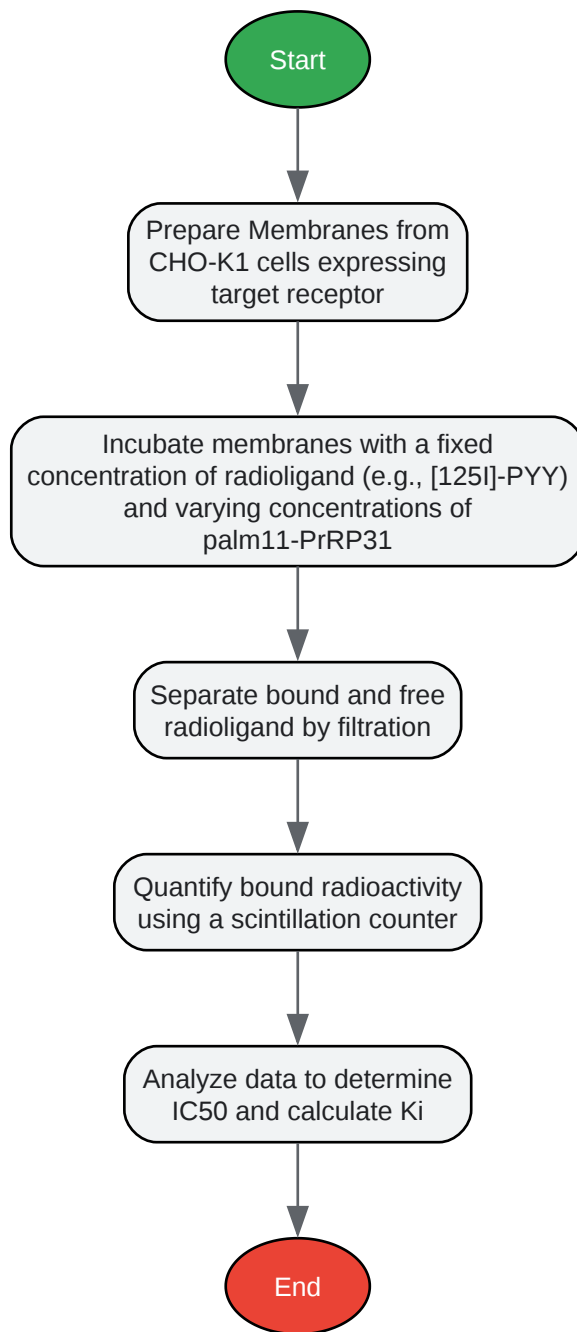 Start
Prepare Membranes from
CHO-K1 cells expressing
target receptor
Incubate membranes with a fixed
concentration of radioligand (e.g., [125I]-PYY)
and varying concentrations of
palm11-PrRP31
Separate bound and free
radioligand by filtration
Quantify bound radioactivity
using a scintillation counter
Analyze data to determine
IC50 and calculate Ki
End